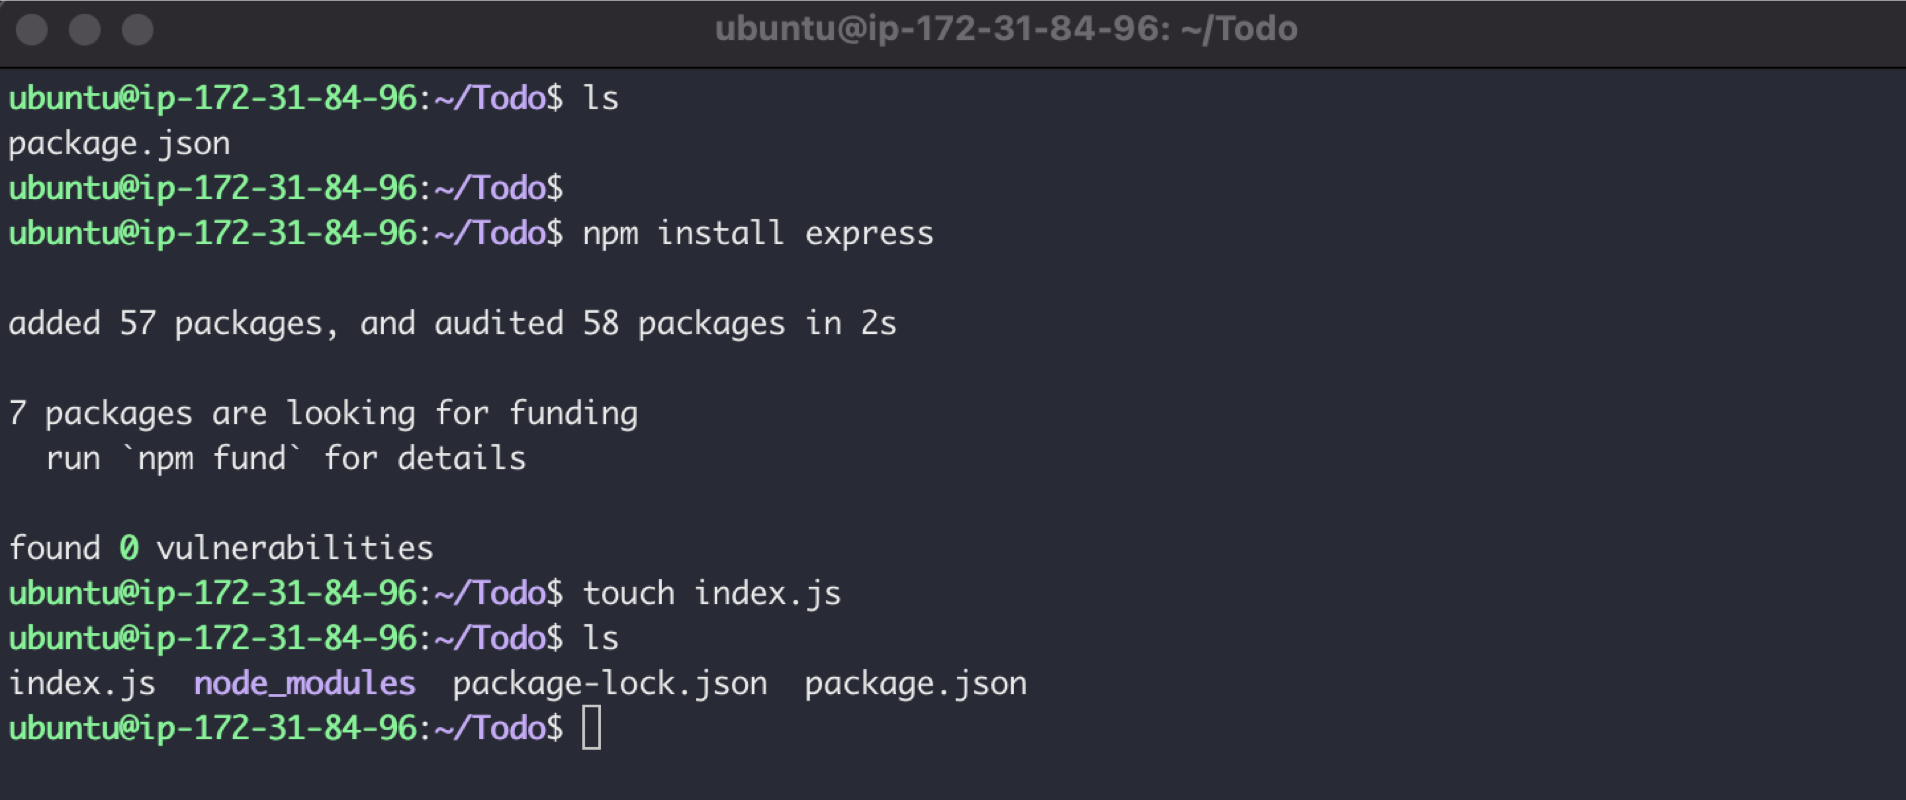 ubuntu@ip-172-31-84-96: ~/Todo
ubuntu@ip-172-31-84-96:~/Todo$ ls
package.json
ubuntu@ip-172-31-84-96:~/Todo$
ubuntu@ip-172-31-84-96:~/Todo$ npm install express
added 57 packages, and audited 58 packages in 2s
7 packages are looking for funding
  run `npm fund` for details
found 0 vulnerabilities
ubuntu@ip-172-31-84-96:~/Todo$ touch index.js
ubuntu@ip-172-31-84-96:~/Todo$ ls
index.js  node_modules  package-lock.json  package.json
ubuntu@ip-172-31-84-96:~/Todo$